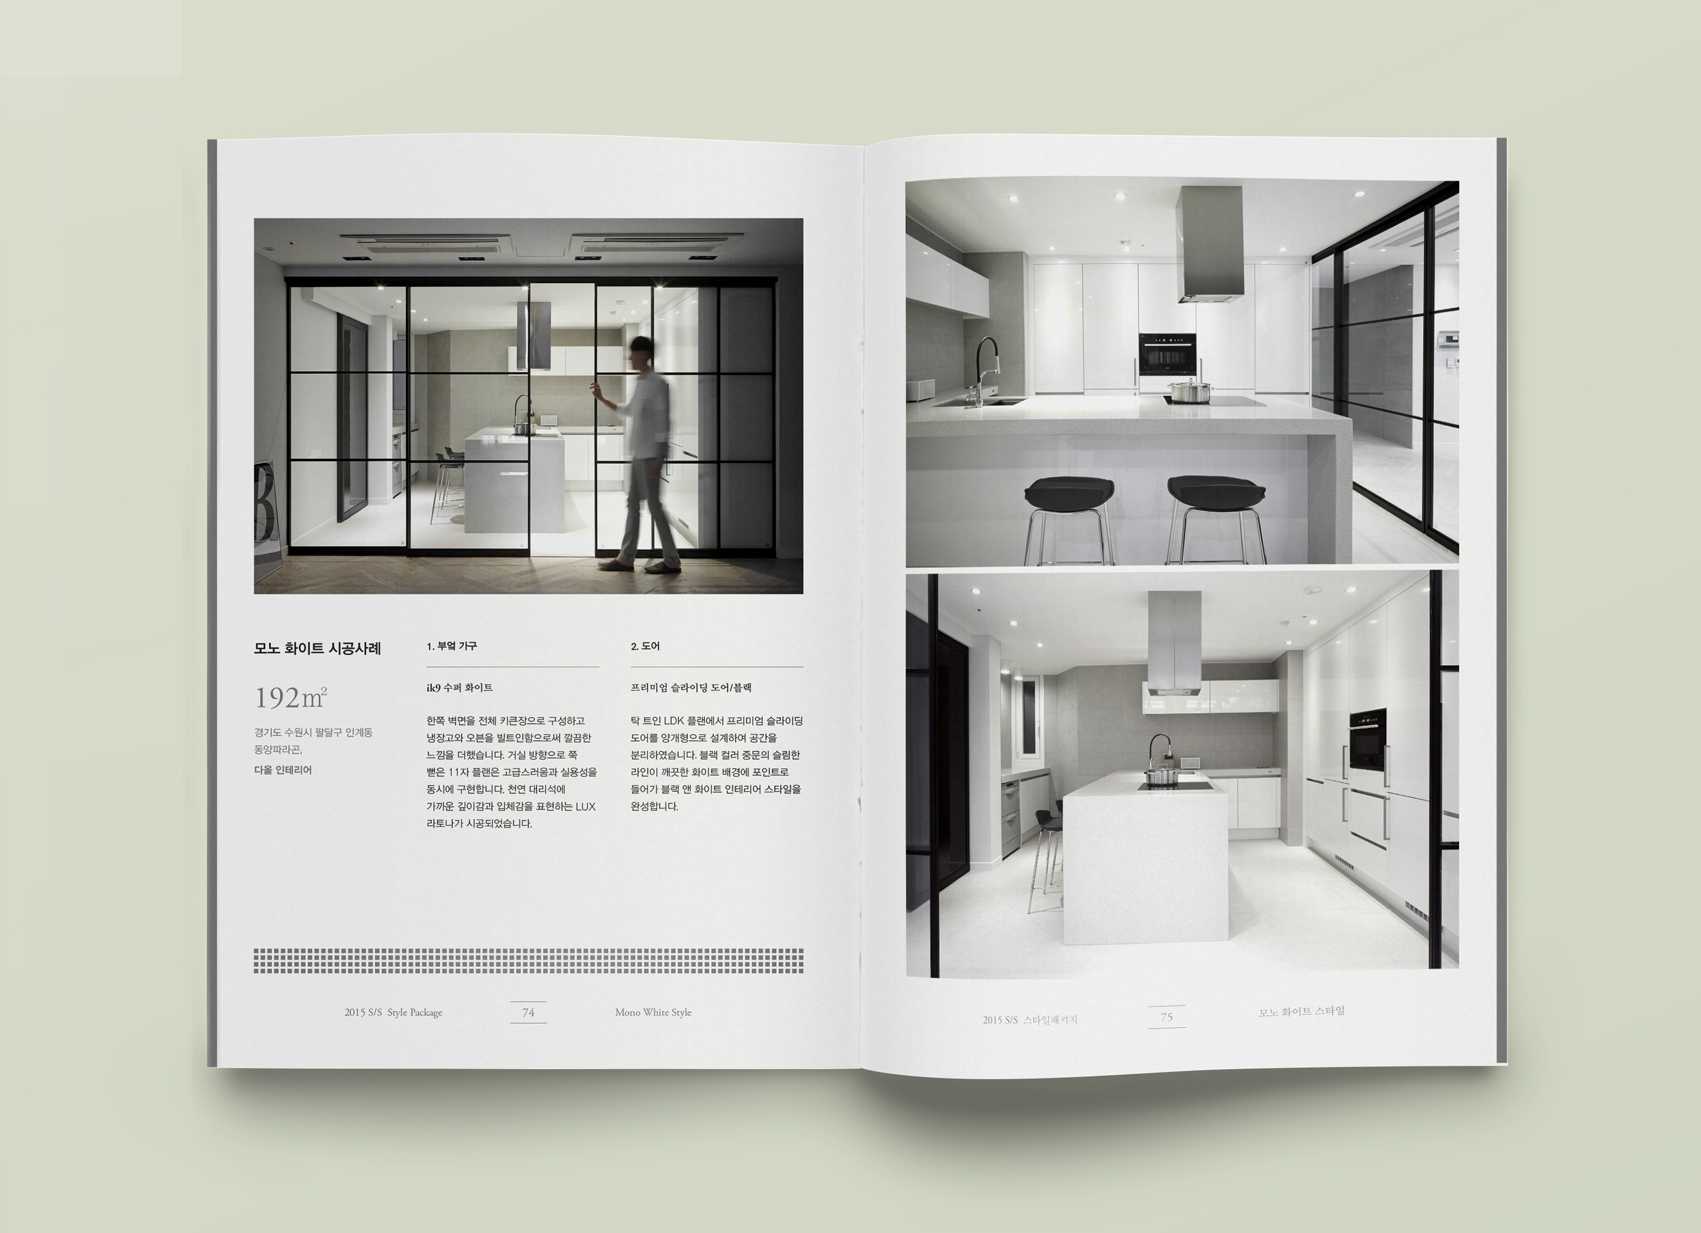 모노 화이트 시공사례
192m²
경기도 수원시 팔달구 인계동
동양파라곤,
다올 인테리어
1. 부엌 가구
ik9 수퍼 화이트
한쪽 벽면을 전체 키큰장으로 구성하고
냉장고와 오븐을 빌트인함으로써 깔끔한
느낌을 더했습니다. 거실 방향으로 쭉
뻗은 11자 플랜은 고급스러움과 실용성을
동시에 구현합니다. 천연 대리석에
가까운 깊이감과 입체감을 표현하는 LUX
라토나가 시공되었습니다.
2. 도어
프리미엄 슬라이딩 도어/블랙
탁 트인 LDK 플랜에서 프리미엄 슬라이딩
도어를 양개형으로 설계하여 공간을
분리하였습니다. 블랙 컬러 중문의 슬림한
라인이 깨끗한 화이트 배경에 포인트로
들어가 블랙 앤 화이트 인테리어 스타일을
완성합니다.
2015 S/S Style Package
74
Mono White Style
2015 S/S 스타일패키지
75
모노 화이트 스타일